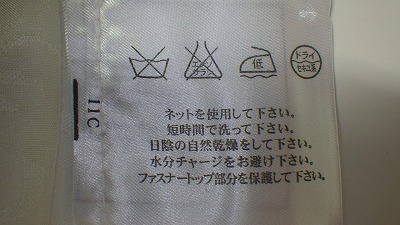 エンソ
サラシ
低
ドライ
セキユ系
11C
ネットを使用して下さい。
短時間で洗って下さい。
日陰の自然乾燥をして下さい。
水分チャージをお避け下さい。
ファスナートップ部分を保護して下さい。